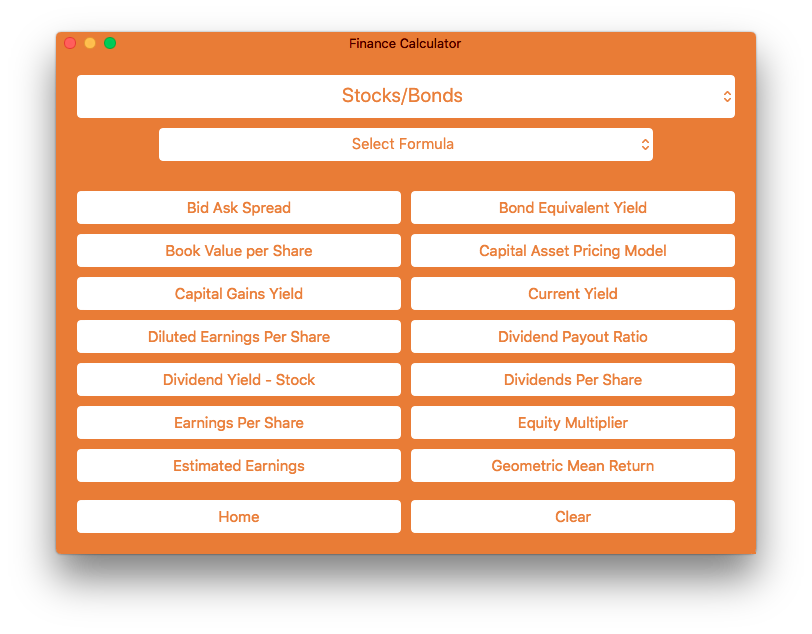 Finance Calculator
Stocks/Bonds
Select Formula
Bid Ask Spread
Bond Equivalent Yield
Book Value per Share
Capital Asset Pricing Model
Capital Gains Yield
Current Yield
Diluted Earnings Per Share
Dividend Payout Ratio
Dividend Yield - Stock
Dividends Per Share
Earnings Per Share
Equity Multiplier
Estimated Earnings
Geometric Mean Return
Home
Clear